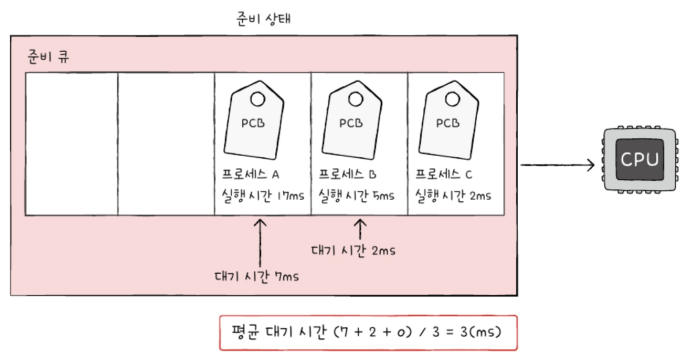 준비 상태
준비 큐
PCB
PCB
PCB
프로세스 A
실행 시간 17ms
프로세스 B
실행 시간 5ms
프로세스 C
실행 시간 2ms
CPU
대기 시간 2ms
대기 시간 7ms
평균 대기 시간 (7 + 2 + 0) / 3 = 3(ms)